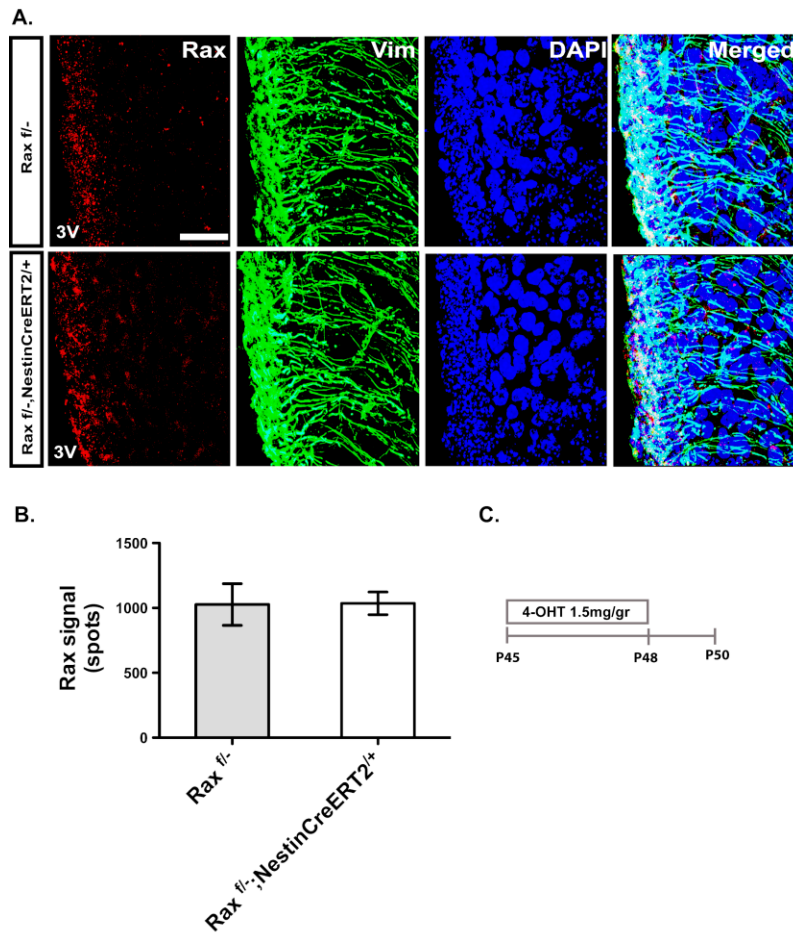 A.
Rax
Vim
DAPI
Merged
Rax f/-
3V
Rax f/-,NestinCreERT2/+
3V
B.
1500
1000
500
0
Rax signal
(spots)
Rax f/-
Rax f/-;NestinCreERT2/+
C.
4-OHT 1.5mg/gr
P45
P48
P50